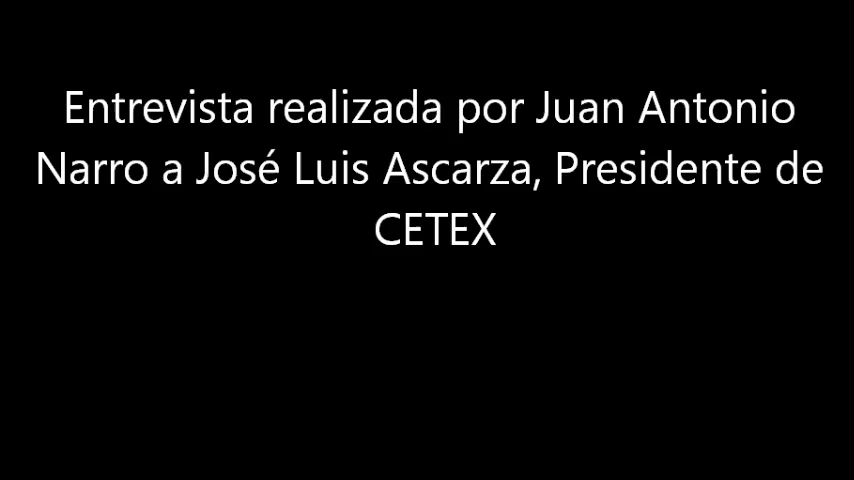 Entrevista realizada por Juan Antonio
Narro a José Luis Ascarza, Presidente de
CETEX